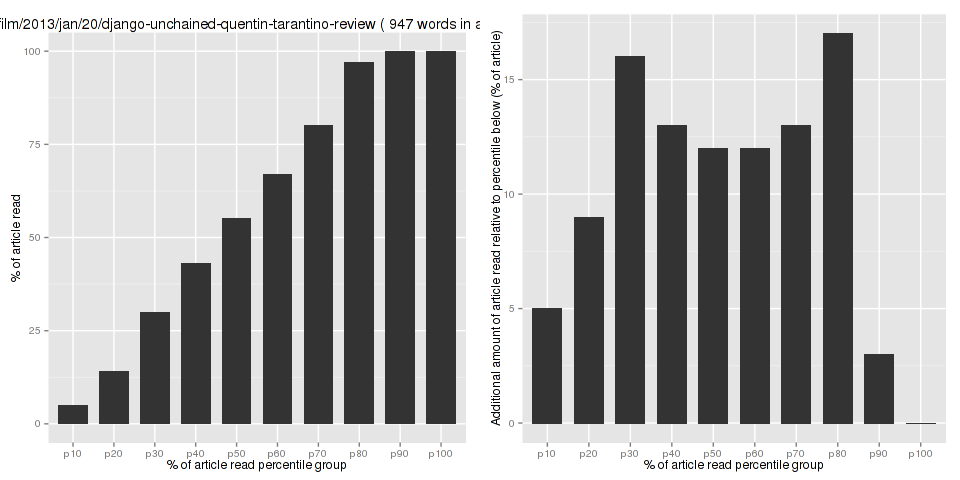 film/2013/jan/20/django-unchained-quentin-tarantino-review ( 947 words in a
% of article read
100
75
50
25
0
p10 p20 p30 p40 p50 p60 p70 p80 p90 p100
% of article read percentile group
Additional amount of article read relative to percentile below (% of article)
15
10
5
0
p10 p20 p30 p40 p50 p60 p70 p80 p90 p100
% of article read percentile group